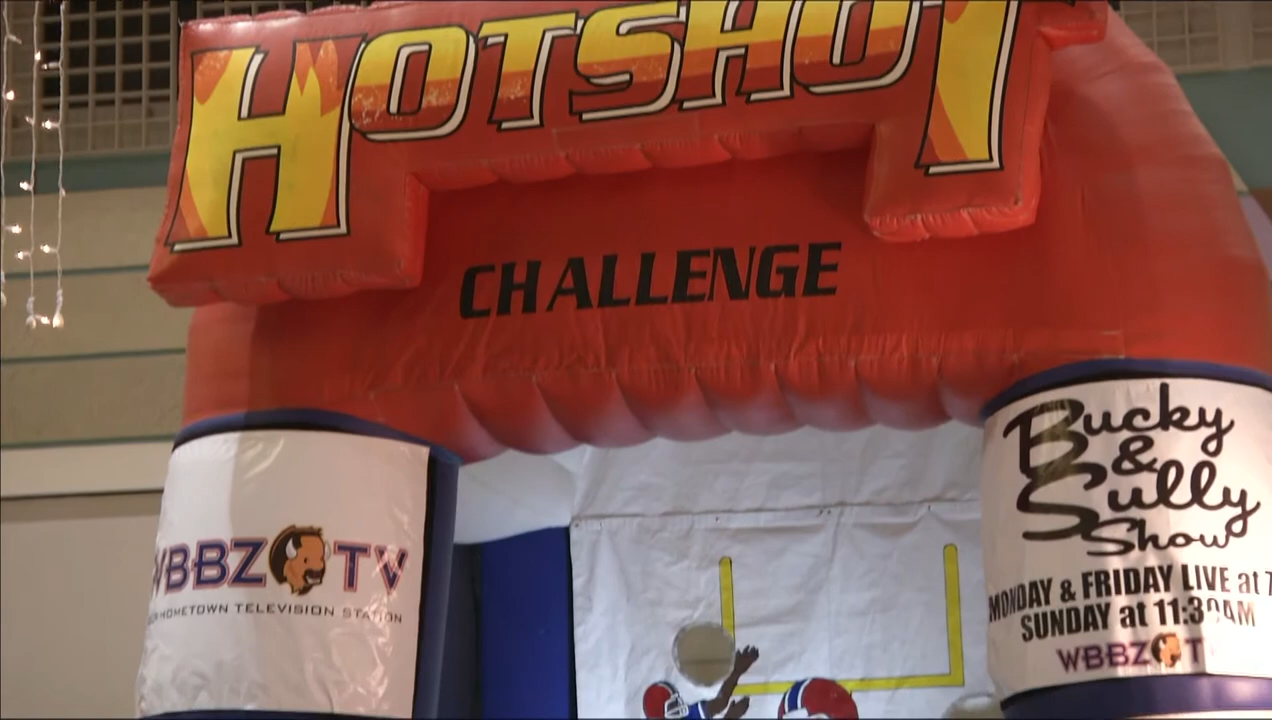 HOTSHOT
CHALLENGE
WBBZ TV
HOMETOWN TELEVISION STATION
Bucky
&
Sully
Show
MONDAY & FRIDAY LIVE at 7
SUNDAY at 11:30AM
WBBZ T